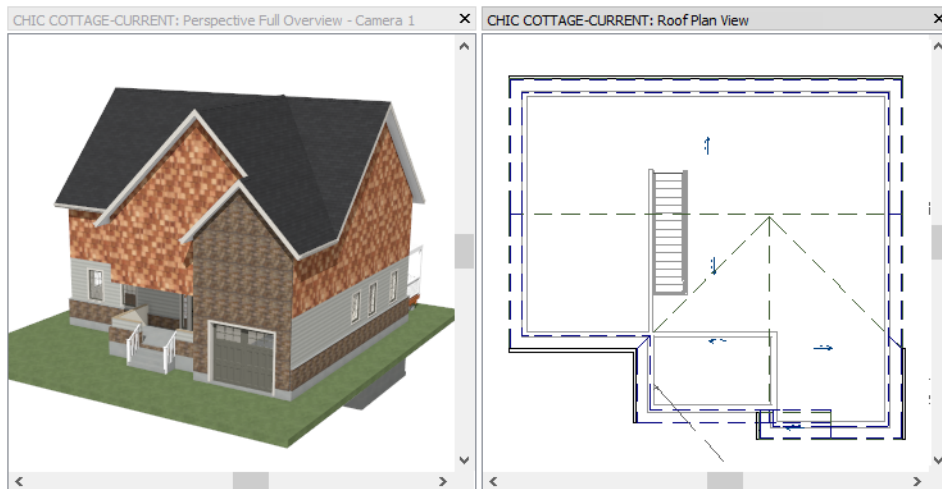 CHIC COTTAGE-CURRENT: Perspective Full Overview - Camera 1
CHIC COTTAGE-CURRENT: Roof Plan View